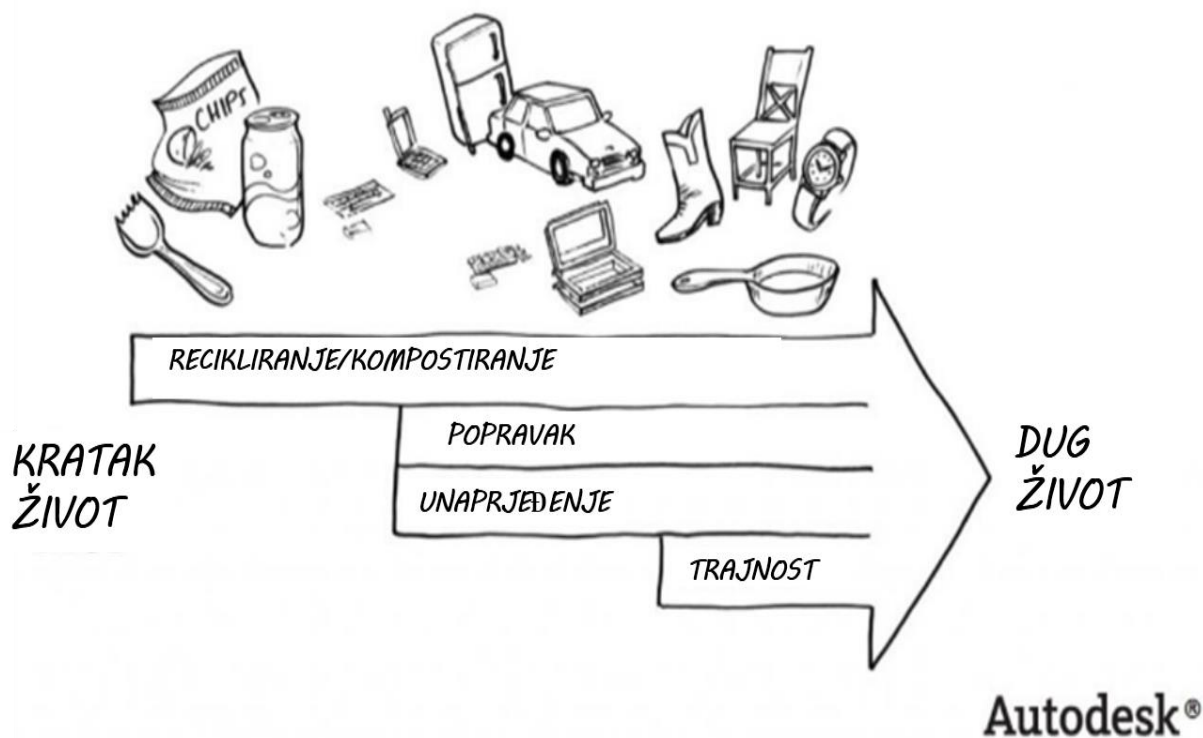 CHIPS
RECIKLIRANJE/KOMPOSTIRANJE
POPRAVAK
UNAPRJEĐENJE
TRAJNOST
KRATAK
ŽIVOT
DUG
ŽIVOT
Autodesk®